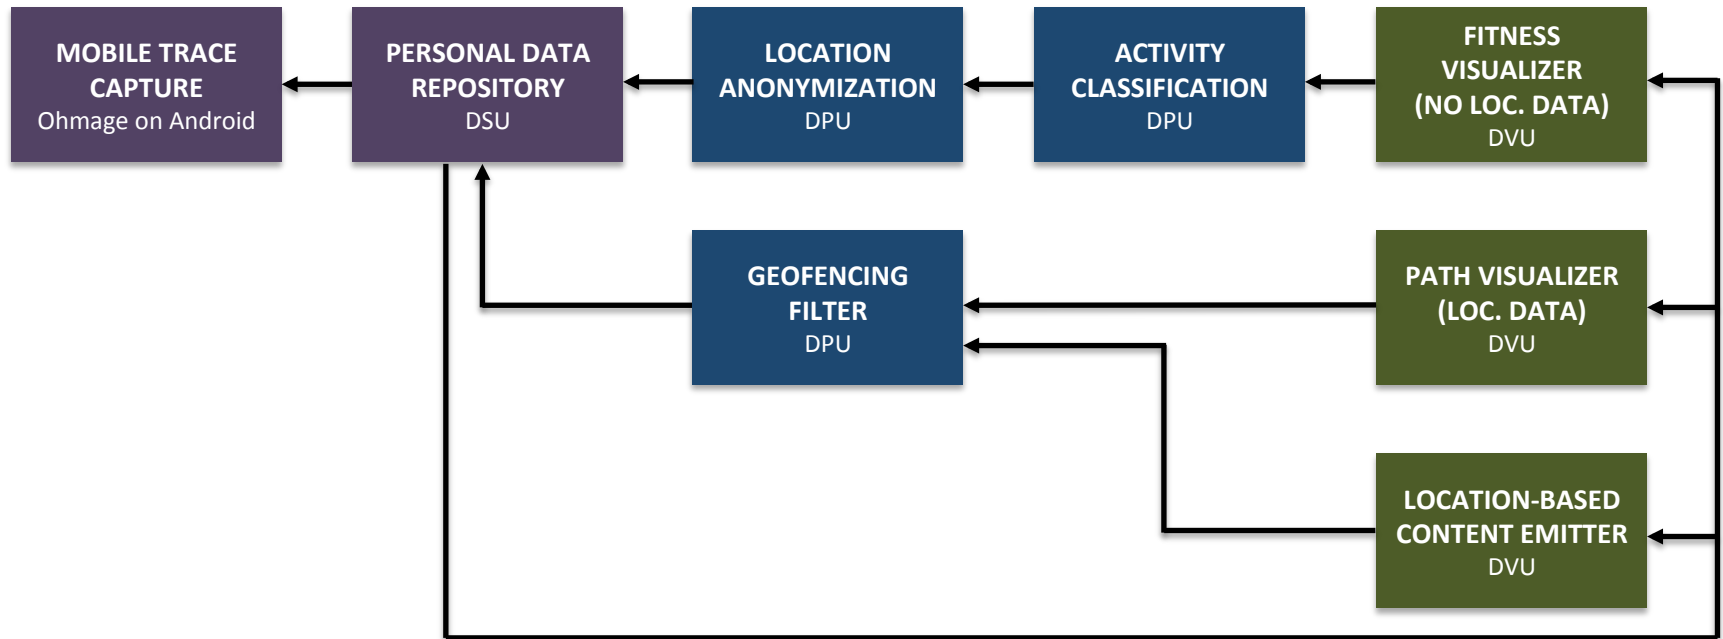 MOBILE TRACE
CAPTURE
Ohmage on Android
PERSONAL DATA
REPOSITORY
DSU
LOCATION
ANONYMIZATION
DPU
ACTIVITY
CLASSIFICATION
DPU
FITNESS
VISUALIZER
(NO LOC. DATA)
DVU
GEOFENCING
FILTER
DPU
PATH VISUALIZER
(LOC. DATA)
DVU
LOCATION-BASED
CONTENT EMITTER
DVU